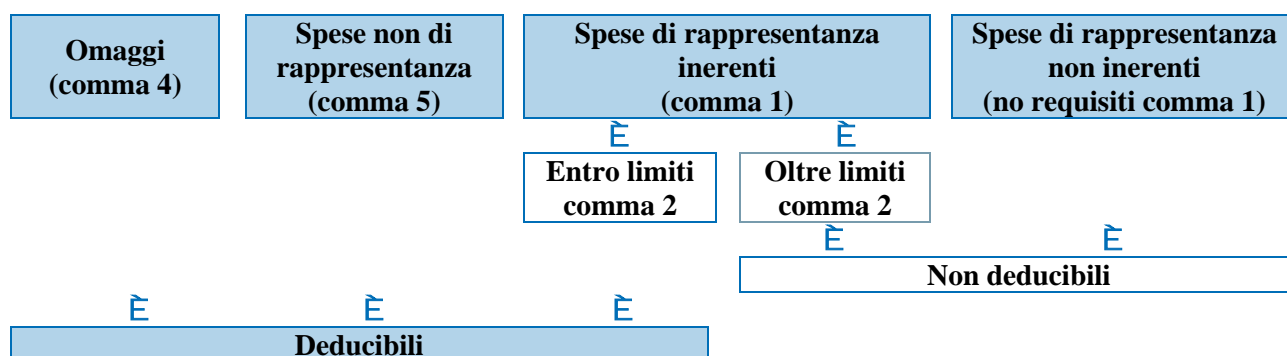 Omaggi
(comma 4)
Spese non di
rappresentanza
(comma 5)
Spese di rappresentanza
inerenti
(comma 1)
Spese di rappresentanza
non inerenti
(no requisiti comma 1)
È È
Entro limiti
comma 2
Oltre limiti
comma 2
È È
Non deducibili
È È È
Deducibili